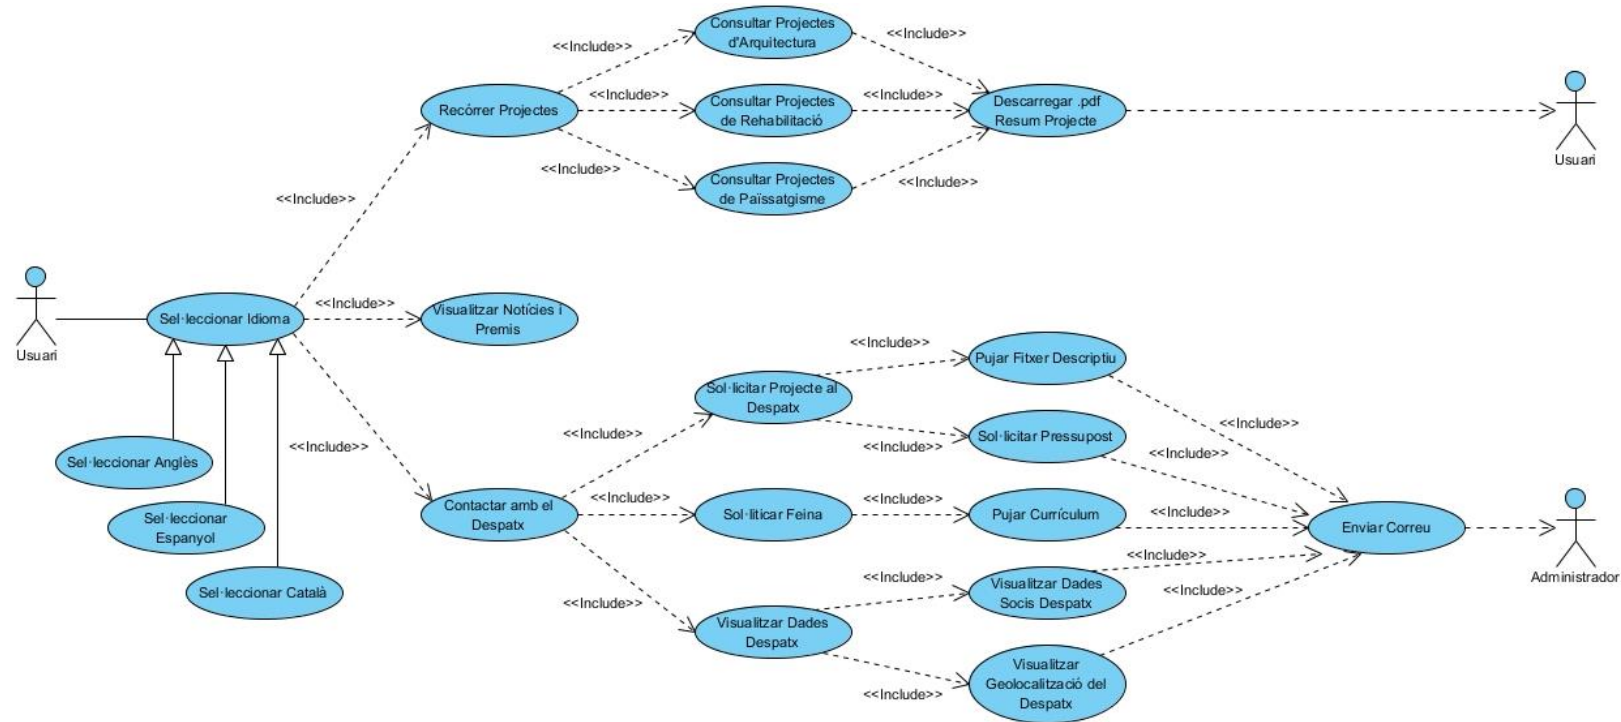 Consultar Projectes
d'Arquitectura
<<Include>>
<<Include>>
Recórrer Projectes
<<Include>>
Consultar Projectes
de Rehabilitació
<<Include>>
Descarregar .pdf
Resum Projecte
Usuari
<<Include>>
Consultar Projectes
de Païssatgisme
<<Include>>
<<Include>>
Usuari
Sel·leccionar Idioma
<<Include>>
Visualitzar Notícies i
Premis
Sel·leccionar Anglès
Sel·leccionar
Espanyol
Sel·leccionar Català
<<Include>>
Contactar amb el
Despatx
<<Include>>
Sol·licitar Projecte al
Despatx
<<Include>>
Pujar Fitxer Descriptiu
<<Include>>
<<Include>>
Sol·licitar Pressupost
<<Include>>
<<Include>>
Sol·liticar Feina
<<Include>>
Pujar Currículum
<<Include>>
Enviar Correu
Administrador
<<Include>>
Visualitzar Dades
Despatx
<<Include>>
Visualitzar Dades
Socis Despatx
<<Include>>
<<Include>>
Visualitzar
Geolocalització del
Despatx
<<Include>>